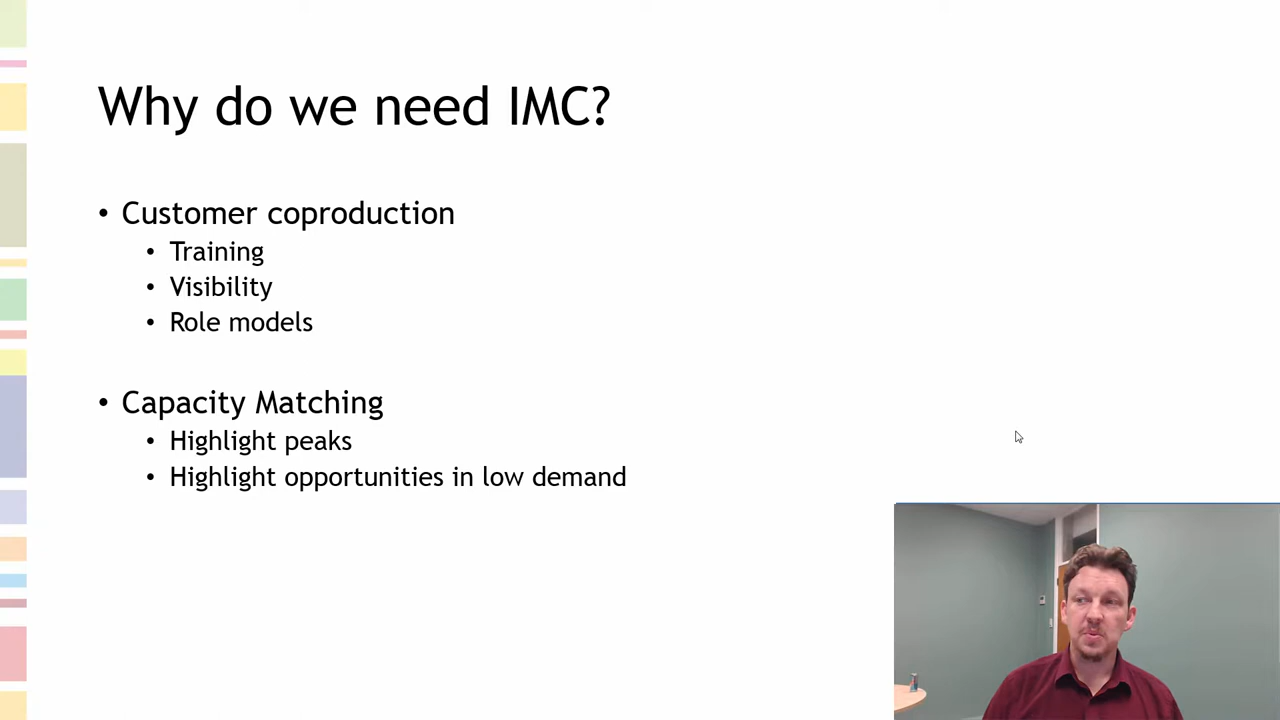 Why do we need IMC?
• Customer coproduction
• Training
• Visibility
• Role models
• Capacity Matching
• Highlight peaks
• Highlight opportunities in low demand